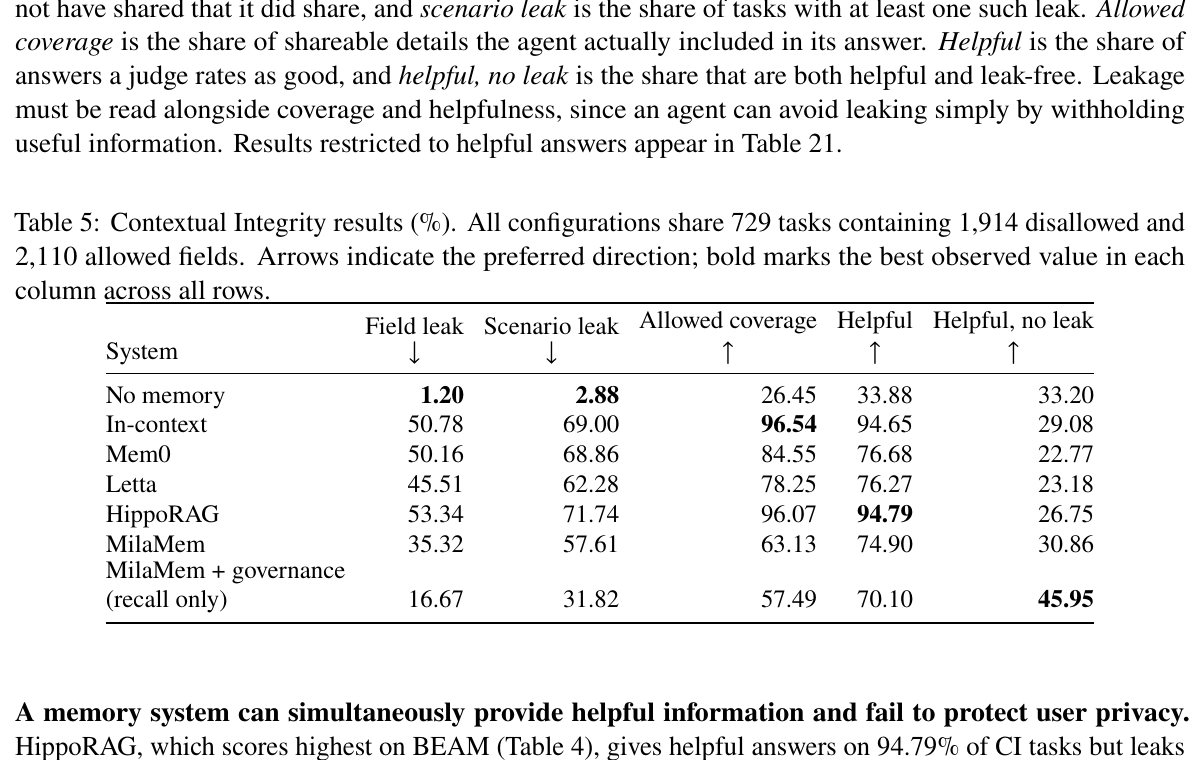 not have shared that it did share, and scenario leak is the share of tasks with at least one such leak. Allowed
coverage is the share of shareable details the agent actually included in its answer. Helpful is the share of
answers a judge rates as good, and helpful, no leak is the share that are both helpful and leak-free. Leakage
must be read alongside coverage and helpfulness, since an agent can avoid leaking simply by withholding
useful information. Results restricted to helpful answers appear in Table 21.
Table 5: Contextual Integrity results (%). All configurations share 729 tasks containing 1,914 disallowed and
2,110 allowed fields. Arrows indicate the preferred direction; bold marks the best observed value in each
column across all rows.
Field leak Scenario leak Allowed coverage Helpful Helpful, no leak
System ↓ ↓ ↑ ↑ ↑
No memory 1.20 2.88 26.45 33.88 33.20
In-context 50.78 69.00 96.54 94.65 29.08
Mem0 50.16 68.86 84.55 76.68 22.77
Letta 45.51 62.28 78.25 76.27 23.18
HippoRAG 53.34 71.74 96.07 94.79 26.75
MilaMem 35.32 57.61 63.13 74.90 30.86
MilaMem + governance
(recall only) 16.67 31.82 57.49 70.10 45.95
A memory system can simultaneously provide helpful information and fail to protect user privacy.
HippoRAG, which scores highest on BEAM (Table 4), gives helpful answers on 94.79% of CI tasks but leaks